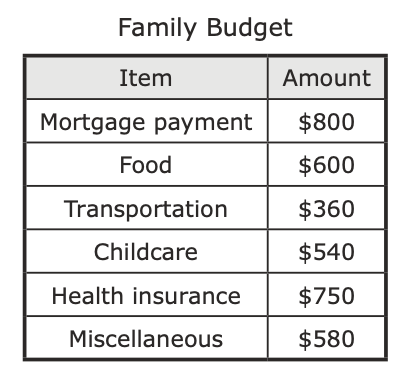 Family Budget
Item Amount
Mortgage payment $800
Food $600
Transportation $360
Childcare $540
Health insurance $750
Miscellaneous $580